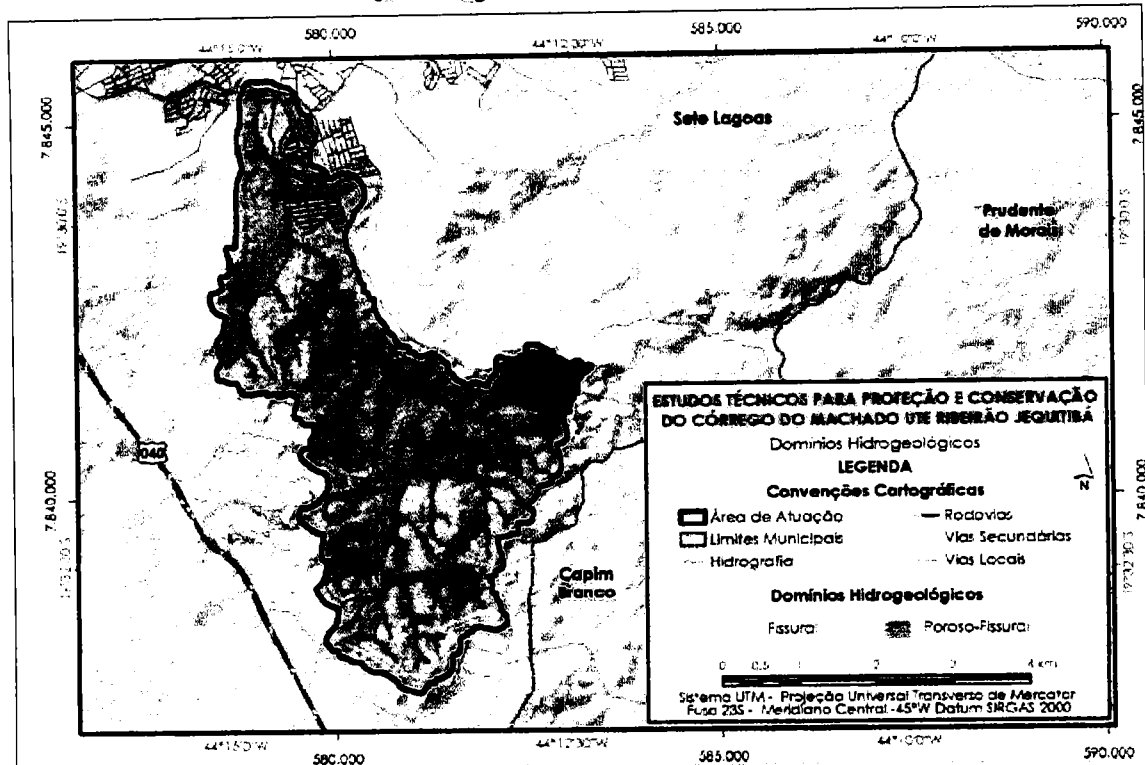 580.000
585.000
590.000
44°12'30"W
7.845.000
7.845.000
Sete Lagoas
Prudente
de Morais
040
7.840.000
7.840.000
Capim
Branco
ESTUDOS TÉCNICOS PARA PROTEÇÃO E CONSERVAÇÃO
DO CÓRREGO DO MACHADO UTE RIBEIRÃO JEQUITIBÁ
Domínios Hidrogeológicos
LEGENDA
N
Convenções Cartográficas
Área de Atuação
Rodovias
Limites Municipais
Vias Secundárias
Hidrografia
Vias Locais
Domínios Hidrogeológicos
Fissural
Poroso-Fissural
0 0,5 1 2 3 4 km
Sistema UTM - Projeção Universal Transverso de Mercator
Fuso 23S - Meridiano Central -45°W Datum SIRGAS 2000
44°12'30"W
580.000
585.000
590.000